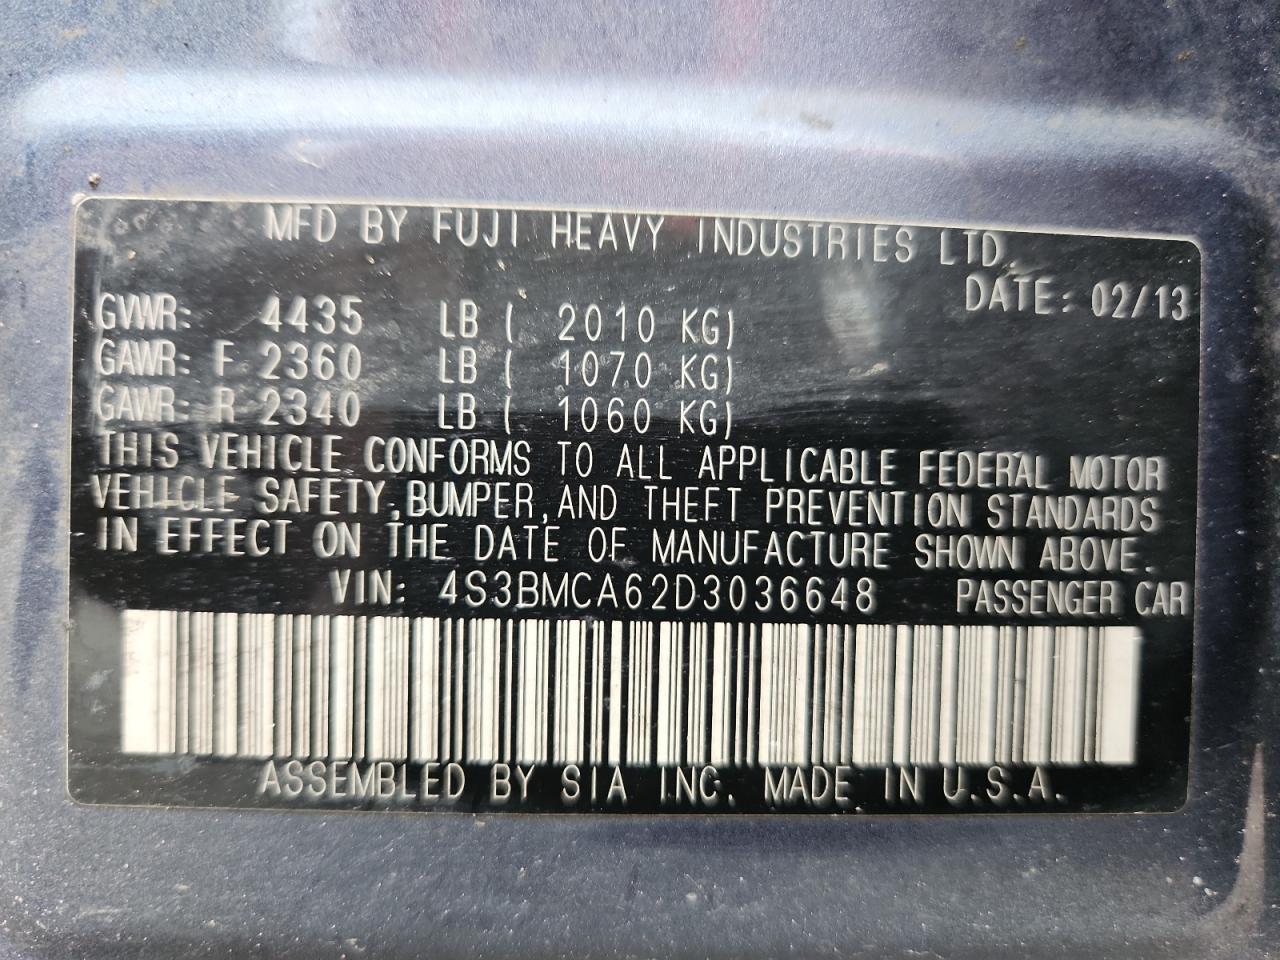 MFD BY FUJI HEAVY INDUSTRIES LTD.
DATE: 02/13
GVWR: 4435 LB ( 2010 KG)
GAWR: F 2360 LB ( 1070 KG)
GAWR: R 2340 LB ( 1060 KG)
THIS VEHICLE CONFORMS TO ALL APPLICABLE FEDERAL MOTOR
VEHICLE SAFETY,BUMPER,AND THEFT PREVENTION STANDARDS
IN EFFECT ON THE DATE OF MANUFACTURE SHOWN ABOVE.
VIN: 4S3BMCA62D3036648 PASSENGER CAR
ASSEMBLED BY SIA INC. MADE IN U.S.A.